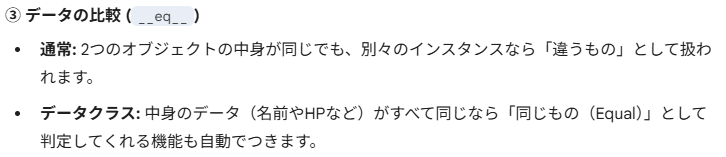 ③ データの比較 (__eq__)
• 通常: 2つのオブジェクトの中身が同じでも、別々のインスタンスなら「違うもの」として扱わ
れます。
• データクラス: 中身のデータ（名前やHPなど）がすべて同じなら「同じもの（Equal）」として
判定してくれる機能も自動でつきます。